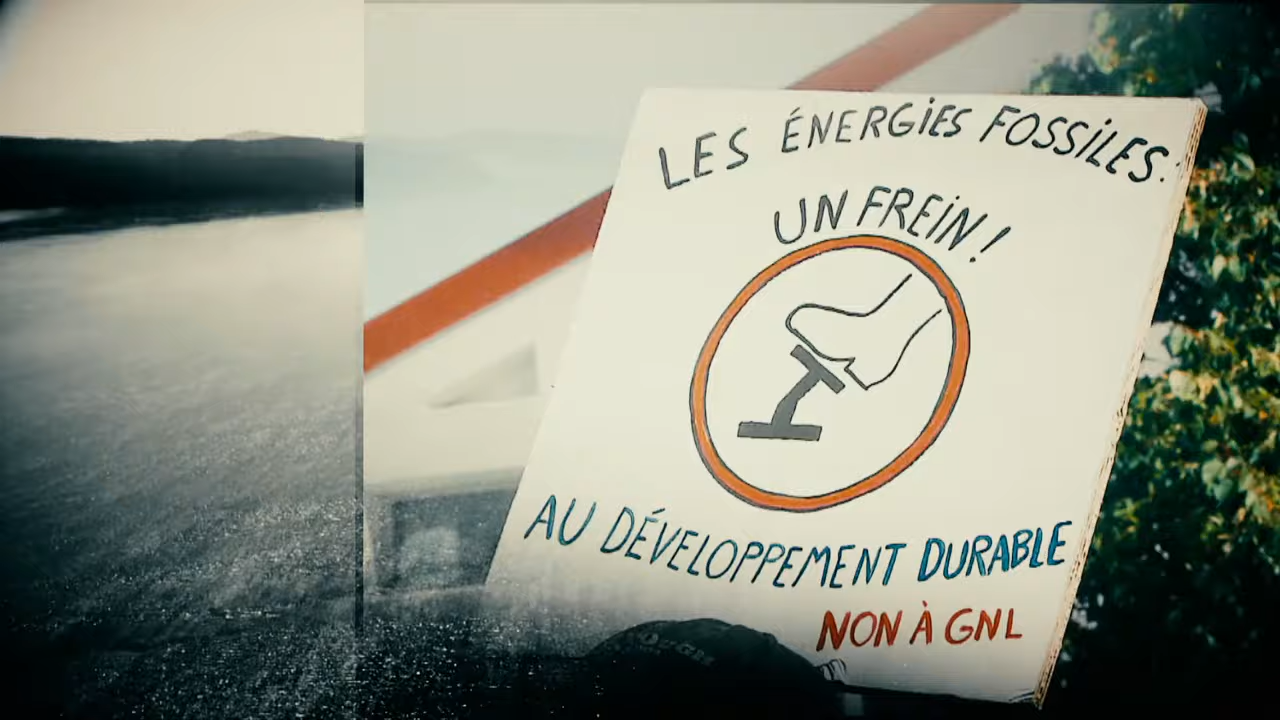 LES ÉNERGIES FOSSILES:
UN FREIN!
AU DÉVELOPPEMENT DURABLE
NON À GNL